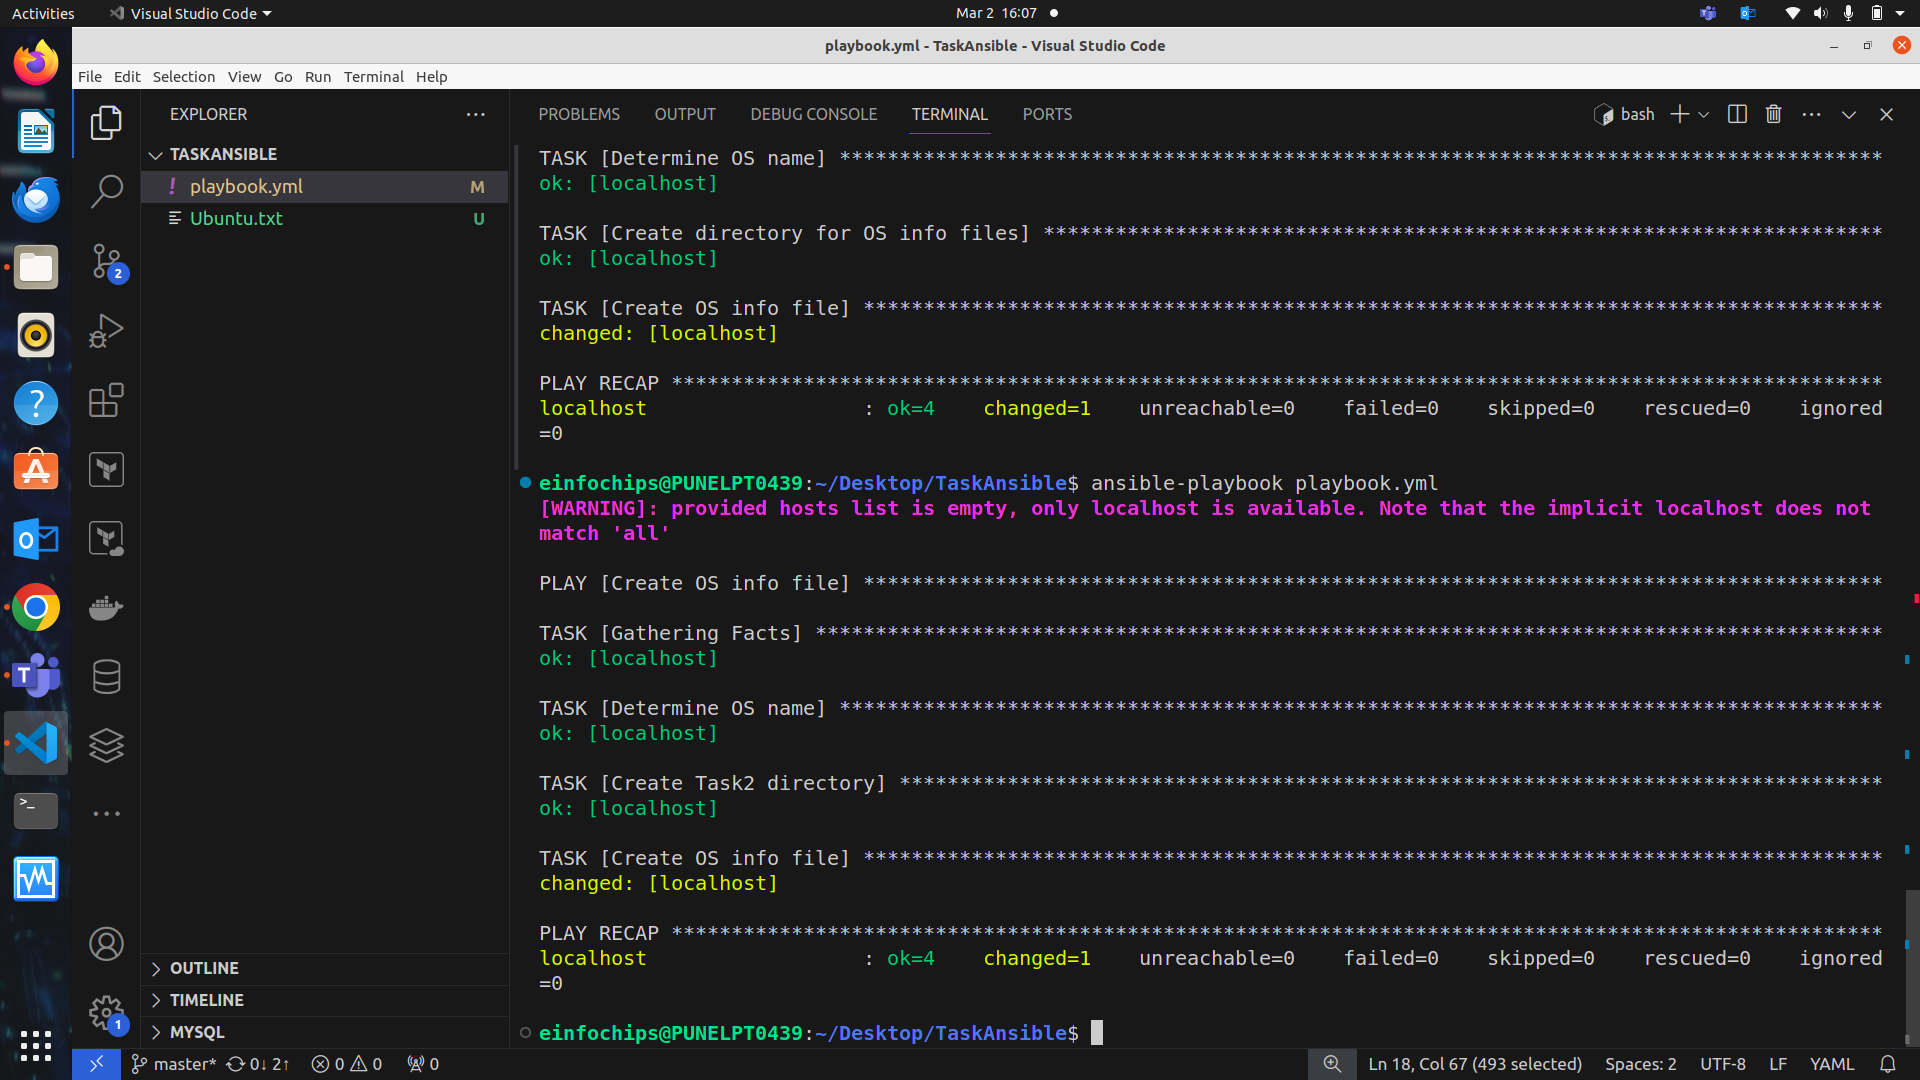 Activities
Visual Studio Code
Mar 2 16:07
playbook.yml - TaskAnsible - Visual Studio Code
File Edit Selection View Go Run Terminal Help
EXPLORER
TASKANSIBLE
! playbook.yml M
Ubuntu.txt U
OUTLINE
TIMELINE
MYSQL
2
1
PROBLEMS OUTPUT DEBUG CONSOLE TERMINAL PORTS
bash
TASK [Determine OS name] ***************************************************************************************
ok: [localhost]
TASK [Create directory for OS info files] **********************************************************************
ok: [localhost]
TASK [Create OS info file] *************************************************************************************
changed: [localhost]
PLAY RECAP *****************************************************************************************************
localhost : ok=4 changed=1 unreachable=0 failed=0 skipped=0 rescued=0 ignored
=0
einfochips@PUNELPT0439:~/Desktop/TaskAnsible$ ansible-playbook playbook.yml
[WARNING]: provided hosts list is empty, only localhost is available. Note that the implicit localhost does not
match 'all'
PLAY [Create OS info file] *************************************************************************************
TASK [Gathering Facts] *****************************************************************************************
ok: [localhost]
TASK [Determine OS name] ***************************************************************************************
ok: [localhost]
TASK [Create Task2 directory] **********************************************************************************
ok: [localhost]
TASK [Create OS info file] *************************************************************************************
changed: [localhost]
PLAY RECAP *****************************************************************************************************
localhost : ok=4 changed=1 unreachable=0 failed=0 skipped=0 rescued=0 ignored
=0
einfochips@PUNELPT0439:~/Desktop/TaskAnsible$
master* 0↓ 2↑ 0 0 0
Ln 18, Col 67 (493 selected) Spaces: 2 UTF-8 LF YAML